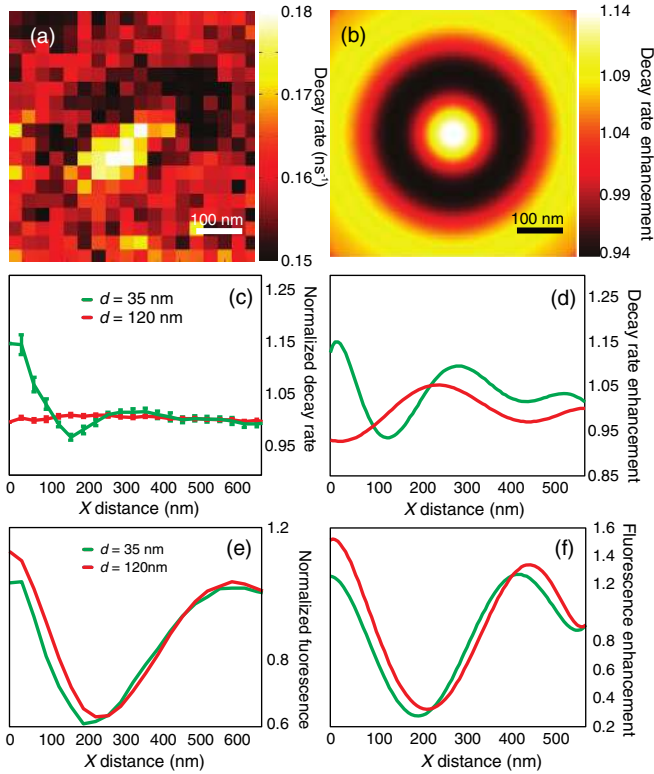 (a)
100 nm
0.18
0.17
0.16
0.15
Decay rate (ns⁻¹)
(b)
100 nm
1.14
1.09
1.04
0.99
0.94
Decay rate enhancement
(c)
d = 35 nm
d = 120 nm
1.25
1.15
1.05
0.95
Normalized decay rate
0 100 200 300 400 500 600
X distance (nm)
(d)
1.25
1.15
1.05
0.95
0.85
Decay rate enhancement
0 100 200 300 400 500
X distance (nm)
(e)
d = 35 nm
d = 120nm
1.2
1.0
0.8
0.6
Normalized fluorescence
0 100 200 300 400 500 600
X distance (nm)
(f)
1.6
1.4
1.2
1.0
0.8
0.6
0.4
0.2
Fluorescence enhancement
0 100 200 300 400 500
X distance (nm)